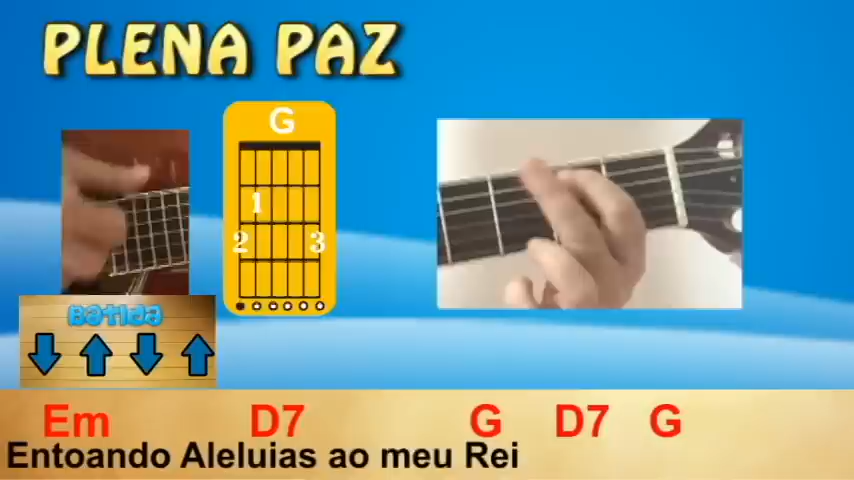 PLENA PAZ
G
1
2 3
BATIDA
Em D7 G D7 G
Entoando Aleluias ao meu Rei